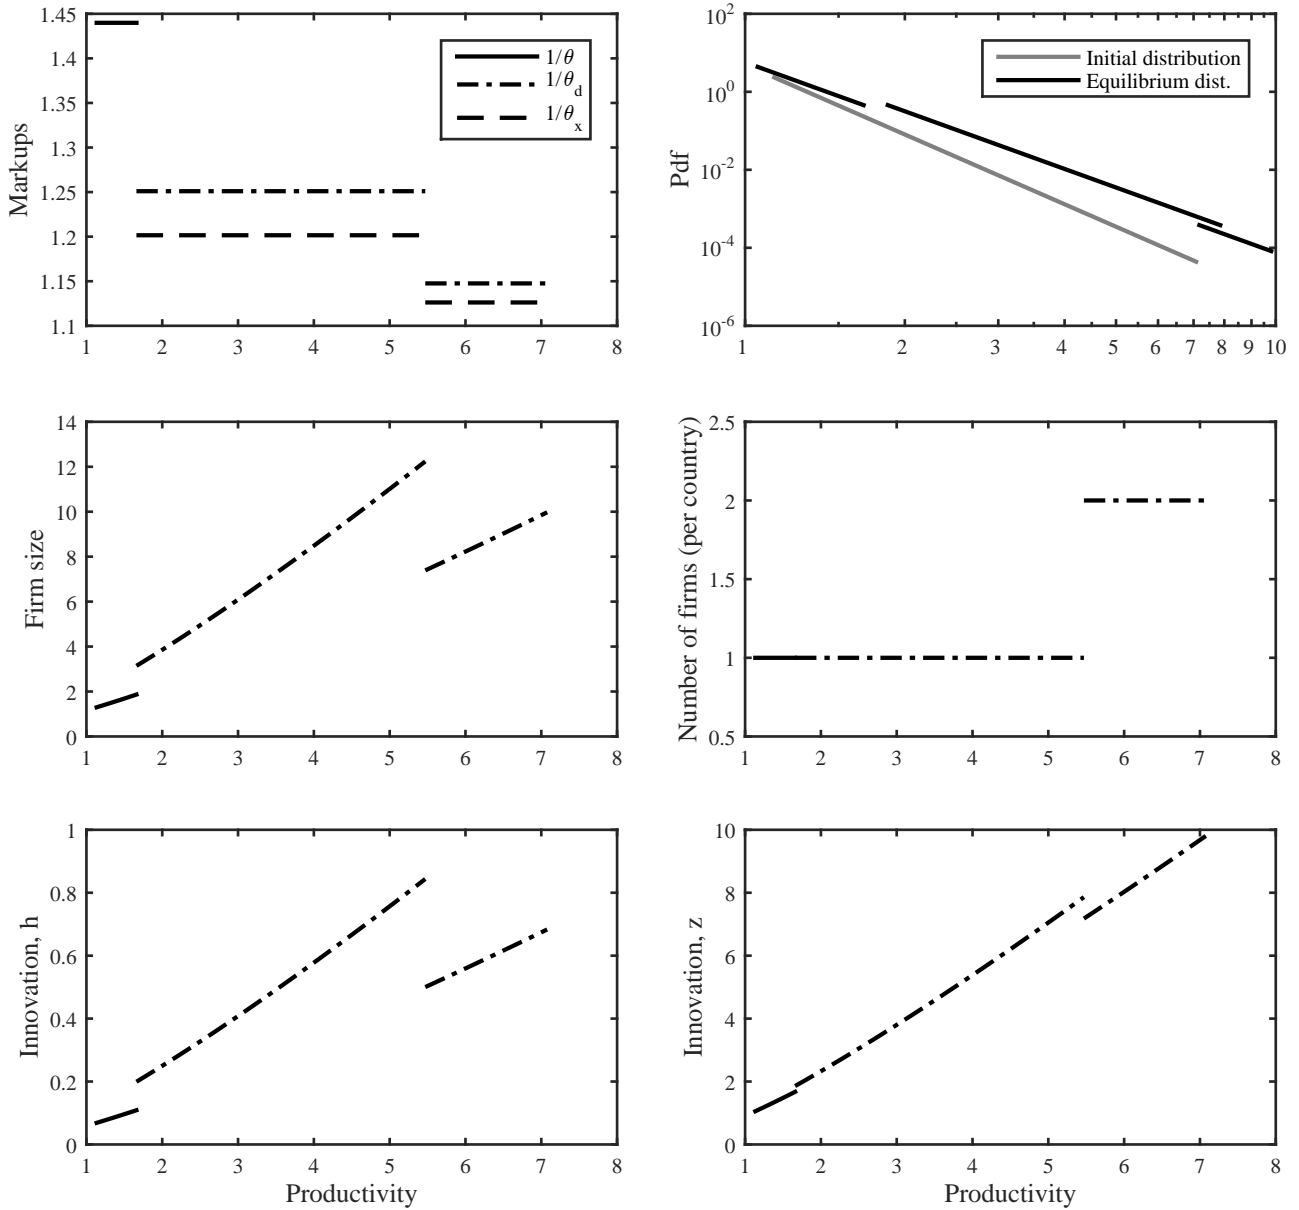 Markups
1.45
1.4
1.35
1.3
1.25
1.2
1.15
1.1
1 2 3 4 5 6 7 8
1/θ
1/θd
1/θx
Pdf
10^2
10^0
10^-2
10^-4
10^-6
1 2 3 4 5 6 7 8 9 10
Initial distribution
Equilibrium dist.
Firm size
14
12
10
8
6
4
2
0
1 2 3 4 5 6 7 8
Number of firms (per country)
2.5
2
1.5
1
0.5
1 2 3 4 5 6 7 8
Innovation, h
1
0.8
0.6
0.4
0.2
0
1 2 3 4 5 6 7 8
Productivity
Innovation, z
10
8
6
4
2
0
1 2 3 4 5 6 7 8
Productivity